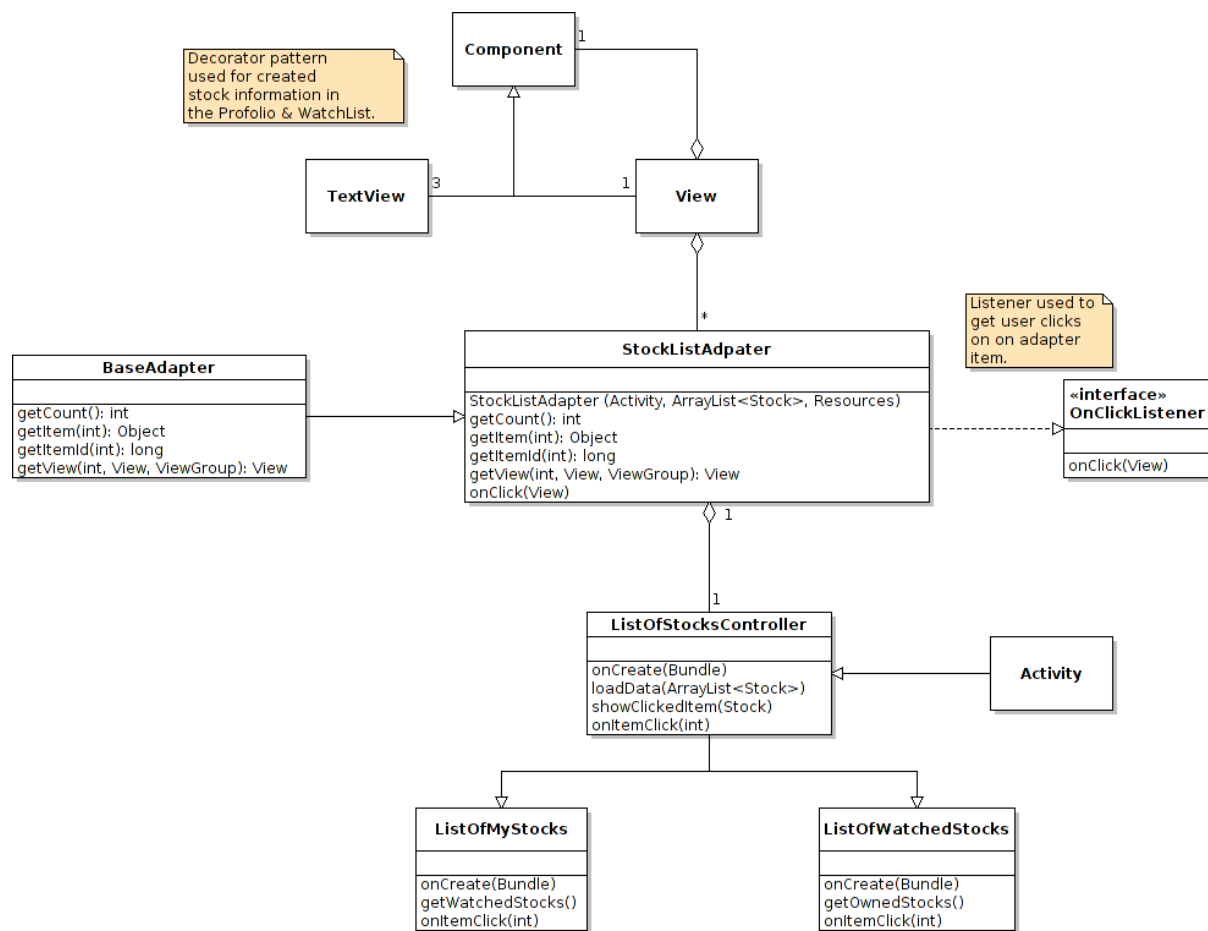 Component
1
Decorator pattern
used for created
stock information in
the Profolio & WatchList.
TextView
3
1
View
*
Listener used to
get user clicks
on on adapter
item.
BaseAdapter
getCount(): int
getItem(int): Object
getItemId(int): long
getView(int, View, ViewGroup): View
StockListAdpater
StockListAdapter (Activity, ArrayList<Stock>, Resources)
getCount(): int
getItem(int): Object
getItemId(int): long
getView(int, View, ViewGroup): View
onClick(View)
«interface»
OnClickListener
onClick(View)
1
1
ListOfStocksController
onCreate(Bundle)
loadData(ArrayList<Stock>)
showClickedItem(Stock)
onItemClick(int)
Activity
ListOfMyStocks
onCreate(Bundle)
getWatchedStocks()
onItemClick(int)
ListOfWatchedStocks
onCreate(Bundle)
getOwnedStocks()
onItemClick(int)